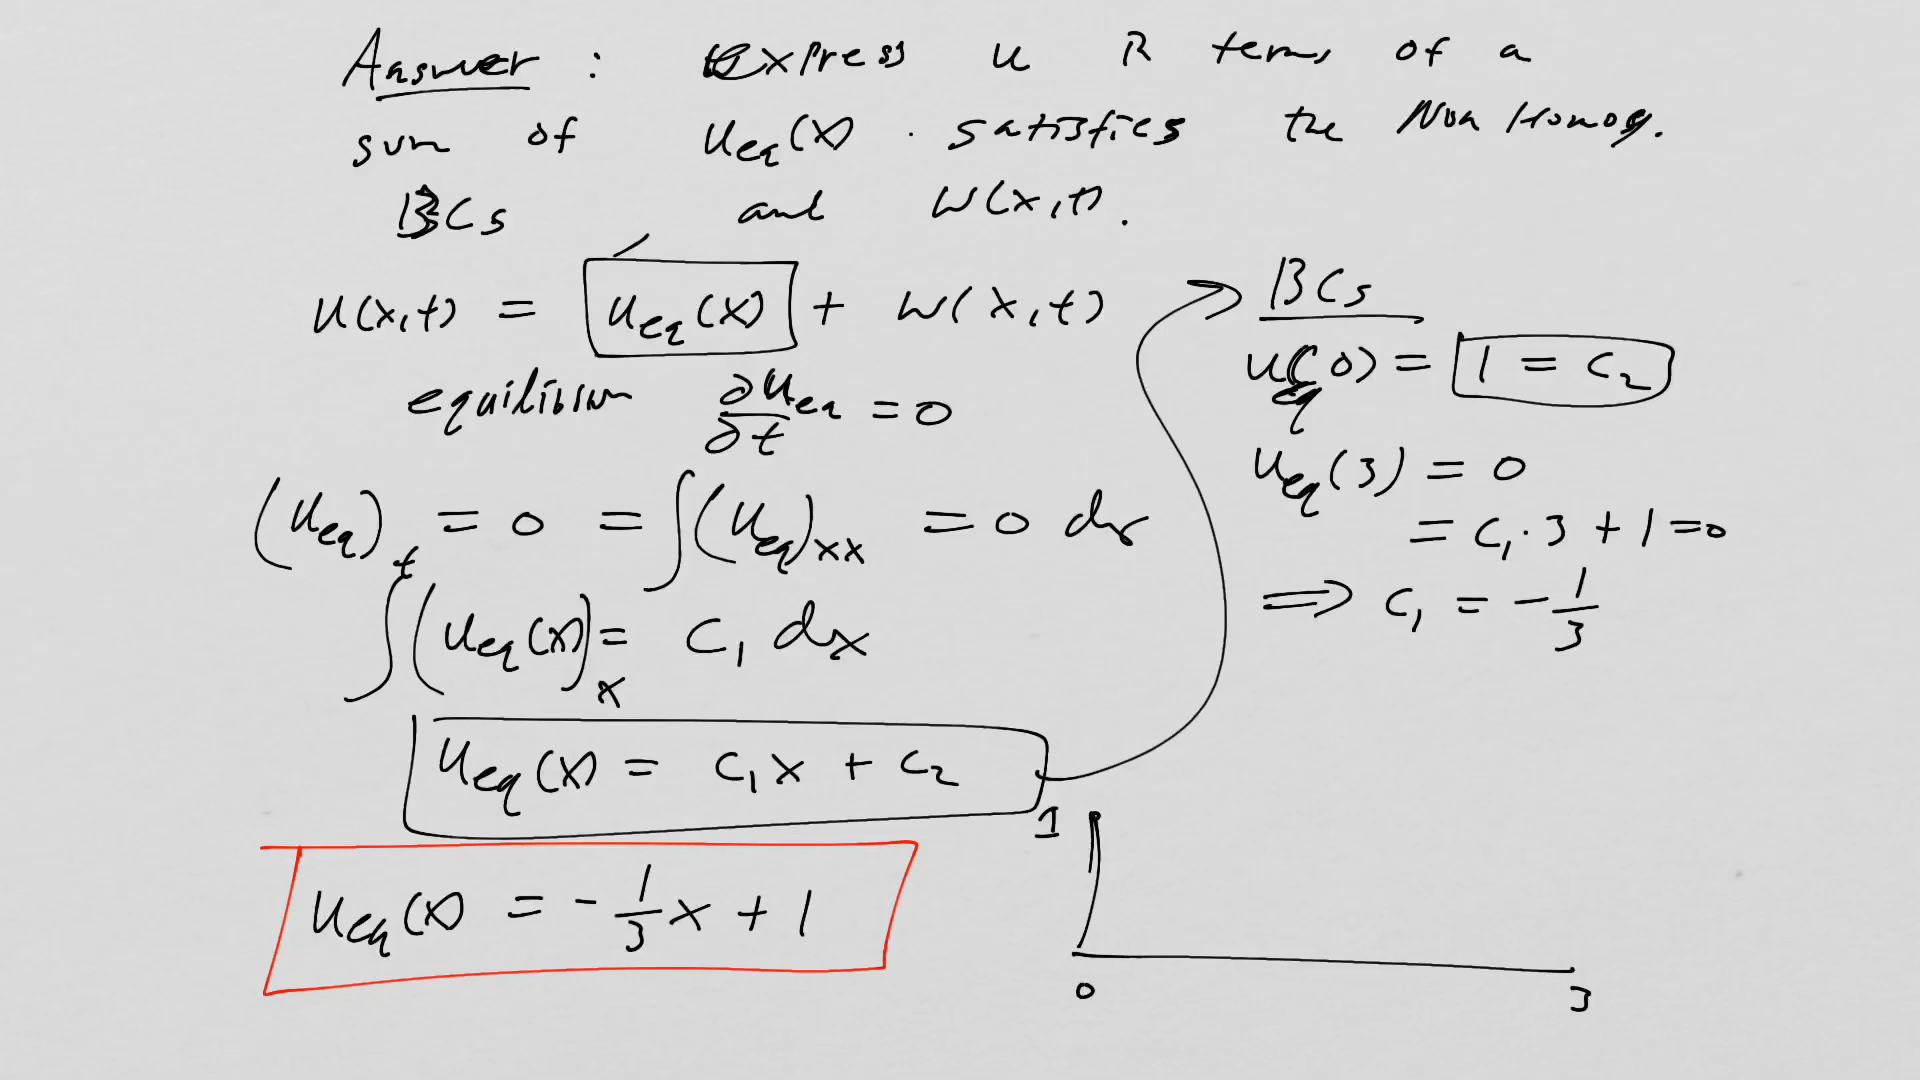 Answer : express u in terms of a
sum of u_eq(x) . satisfies the Non Homog.
BCs and w(x,t).
u(x,t) = u_eq(x) + w(x,t)
equilibrium ∂u_eq/∂t = 0
(u_eq)_t = 0 = ∫(u_eq)_xx = 0 dx
∫(u_eq(x))_x = c_1 dx
u_eq(x) = c_1 x + c_2
u_eq(x) = -1/3 x + 1
BCs
u_eq(0) = 1 = c_2
u_eq(3) = 0
= c_1 · 3 + 1 = 0
⟹ c_1 = -1/3
1
0 3